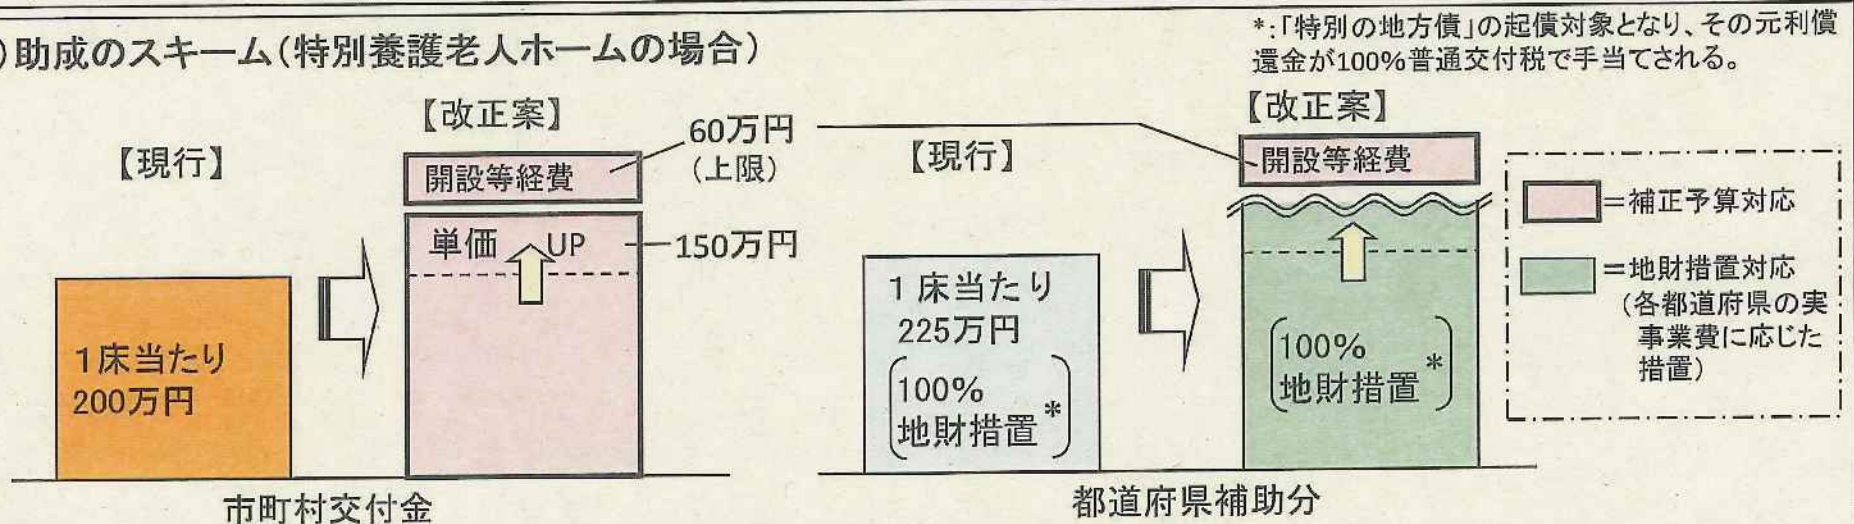 )助成のスキーム(特別養護老人ホームの場合)
*:「特別の地方債」の起債対象となり、その元利償
還金が100%普通交付税で手当てされる。
【現行】
1床当たり
200万円
【改正案】
開設等経費
60万円
(上限)
単価 UP
150万円
市町村交付金
【現行】
1床当たり
225万円
100%
地財措置*
【改正案】
開設等経費
100%
地財措置*
都道府県補助分
=補正予算対応
=地財措置対応
(各都道府県の実
事業費に応じた
措置)